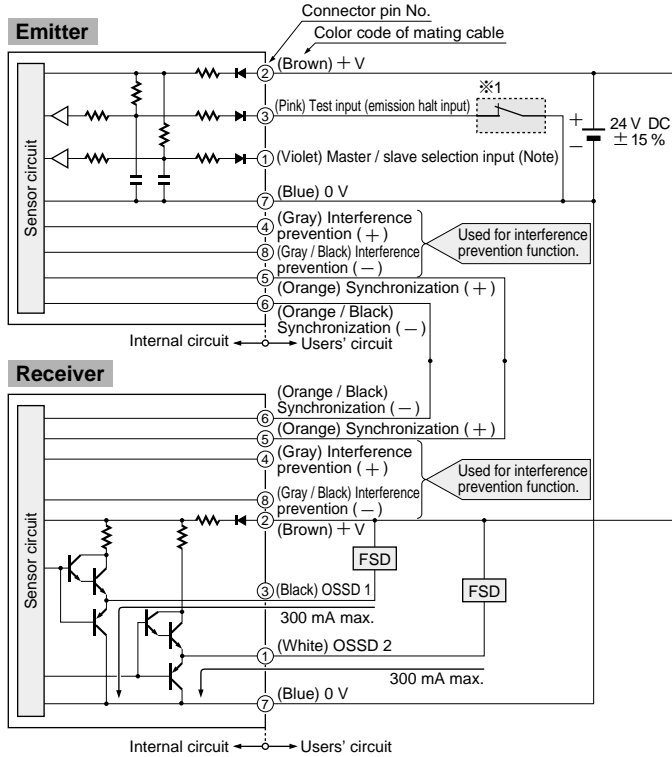 Connector pin No.
Color code of mating cable
Emitter
Sensor circuit
② (Brown) + V
③ (Pink) Test input (emission halt input)
※1
① (Violet) Master / slave selection input (Note)
+
−
24 V DC
± 15 %
⑦ (Blue) 0 V
④ (Gray) Interference
prevention ( + )
⑧ (Gray / Black) Interference
prevention ( − )
Used for interference
prevention function.
⑤ (Orange) Synchronization ( + )
⑥ (Orange / Black)
Synchronization ( − )
Internal circuit
Users' circuit
Receiver
Sensor circuit
(Orange / Black)
⑥ Synchronization ( − )
⑤ (Orange) Synchronization ( + )
④ (Gray) Interference
prevention ( + )
⑧ (Gray / Black) Interference
prevention ( − )
Used for interference
prevention function.
② (Brown) + V
FSD
FSD
③ (Black) OSSD 1
300 mA max.
① (White) OSSD 2
300 mA max.
⑦ (Blue) 0 V
Internal circuit
Users' circuit